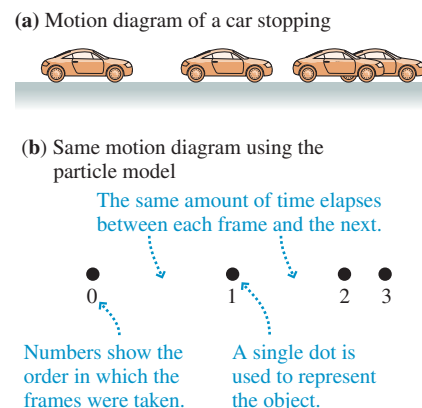 (a) Motion diagram of a car stopping
(b) Same motion diagram using the
particle model
The same amount of time elapses
between each frame and the next.
0 1 2 3
Numbers show the
order in which the
frames were taken.
A single dot is
used to represent
the object.